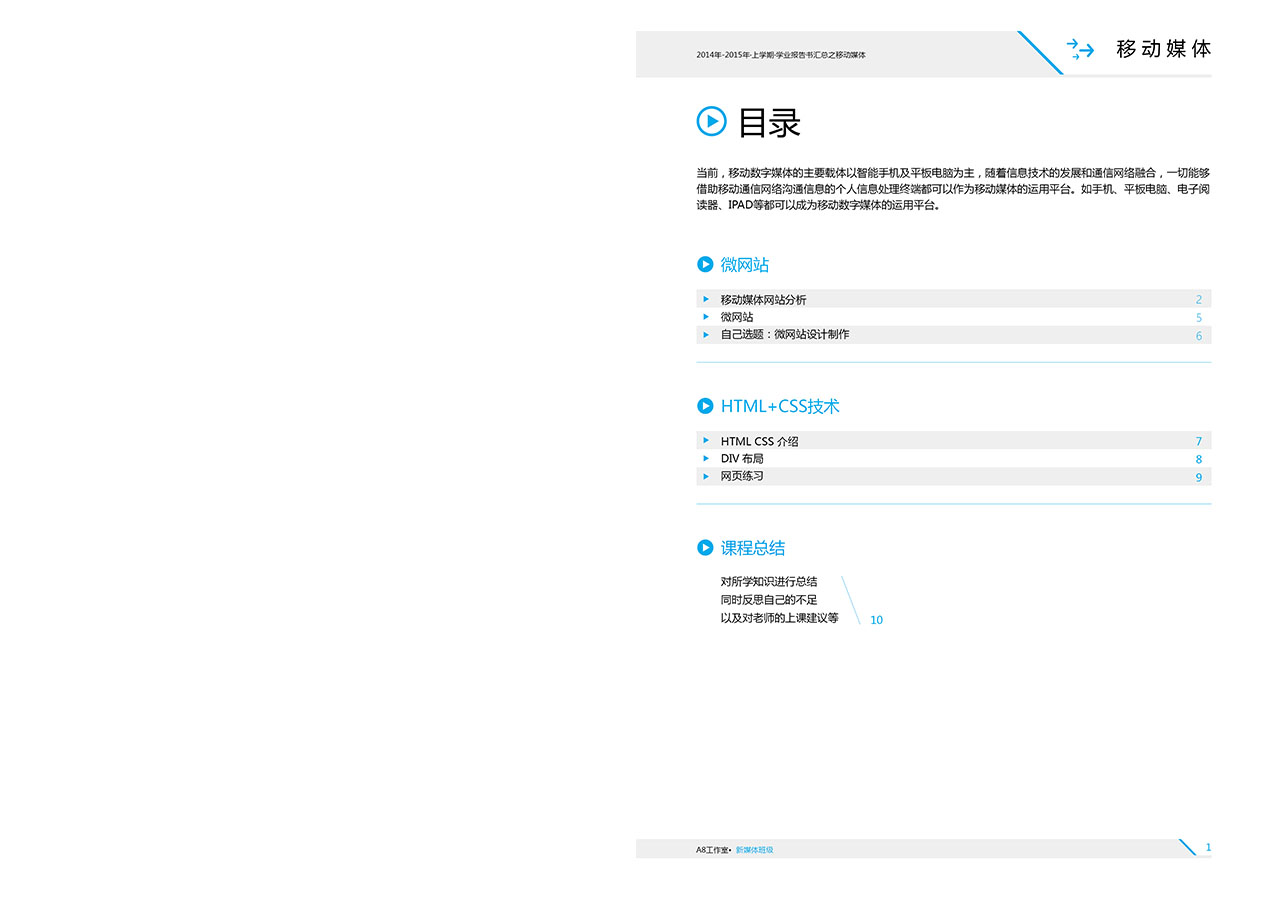 2014年-2015年-上学期-学业报告书汇总之移动媒体
移动媒体
目录
当前，移动数字媒体的主要载体以智能手机及平板电脑为主，随着信息技术的发展和通信网络融合，一切能够
借助移动通信网络沟通信息的个人信息处理终端都可以作为移动媒体的运用平台。如手机、平板电脑、电子阅
读器、IPAD等都可以成为移动数字媒体的运用平台。
微网站
移动媒体网站分析 2
微网站 5
自己选题：微网站设计制作 6
HTML+CSS技术
HTML CSS 介绍 7
DIV 布局 8
网页练习 9
课程总结
对所学知识进行总结
同时反思自己的不足
以及对老师的上课建议等 10
A8工作室• 新媒体班级 1